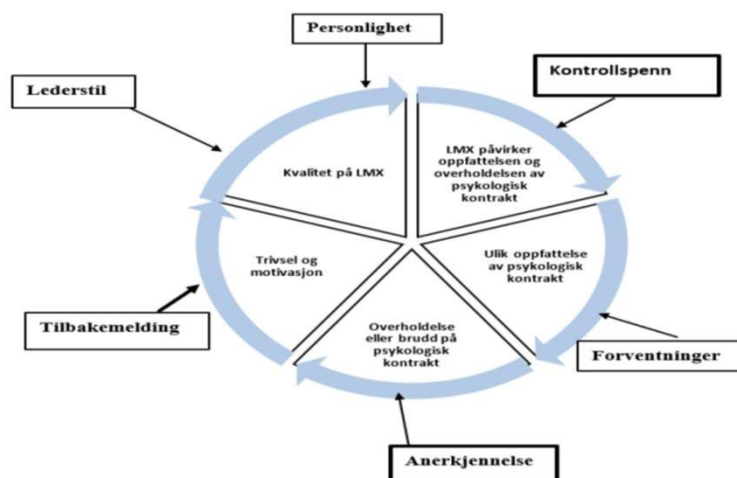 Personlighet
Kontrollspenn
Lederstil
Kvalitet på LMX
LMX påvirker
oppfattelsen og
overholdelsen av
psykologisk
kontrakt
Trivsel og
motivasjon
Ulik oppfattelse
av psykologisk
kontrakt
Overholdelse
eller brudd på
psykologisk
kontrakt
Tilbakemelding
Forventninger
Anerkjennelse